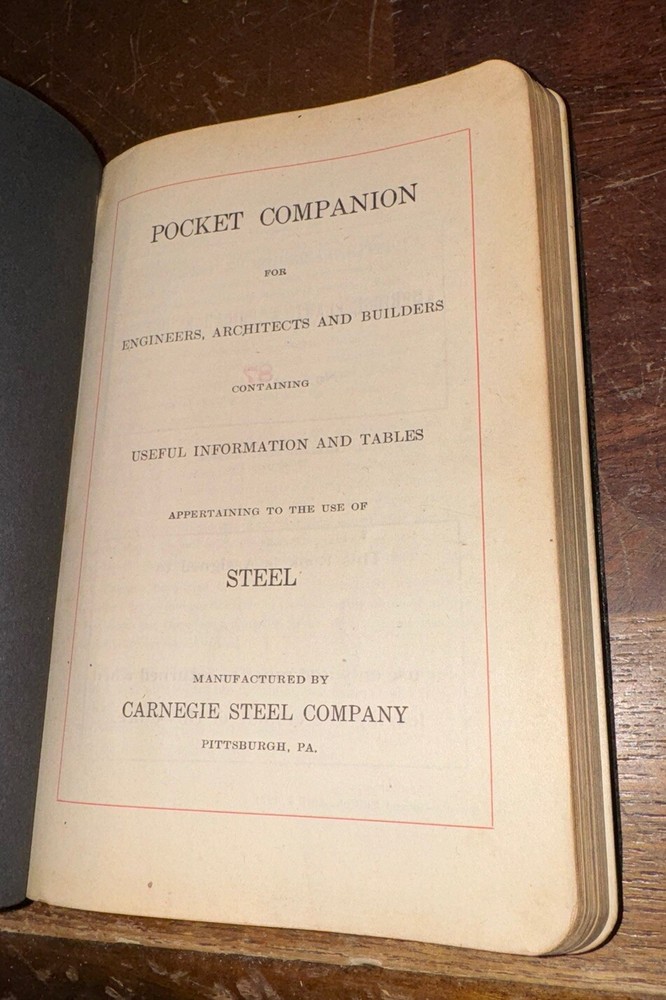 POCKET COMPANION
FOR
ENGINEERS, ARCHITECTS AND BUILDERS
CONTAINING
USEFUL INFORMATION AND TABLES
APPERTAINING TO THE USE OF
STEEL
MANUFACTURED BY
CARNEGIE STEEL COMPANY
PITTSBURGH, PA.